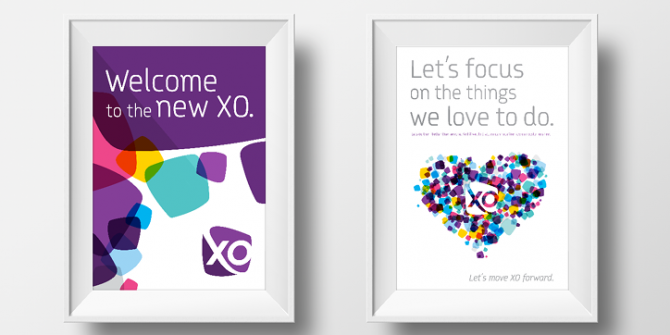 Welcome
to the new XO.
XO
Let's focus
on the things
we love to do.
XO
Let's move XO forward.